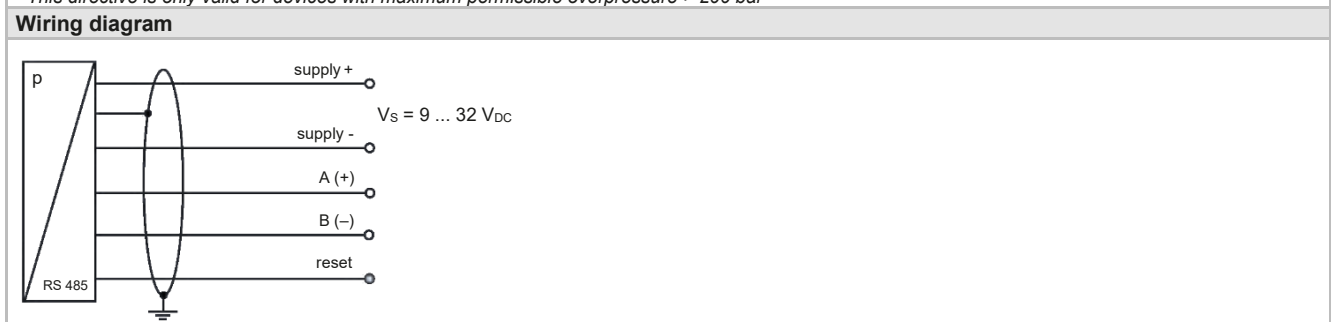 This directive is only valid for devices with maximum permissible overpressure > 200 bar
Wiring diagram
p
supply +
VS = 9 ... 32 VDC
supply -
A (+)
B (–)
reset
RS 485